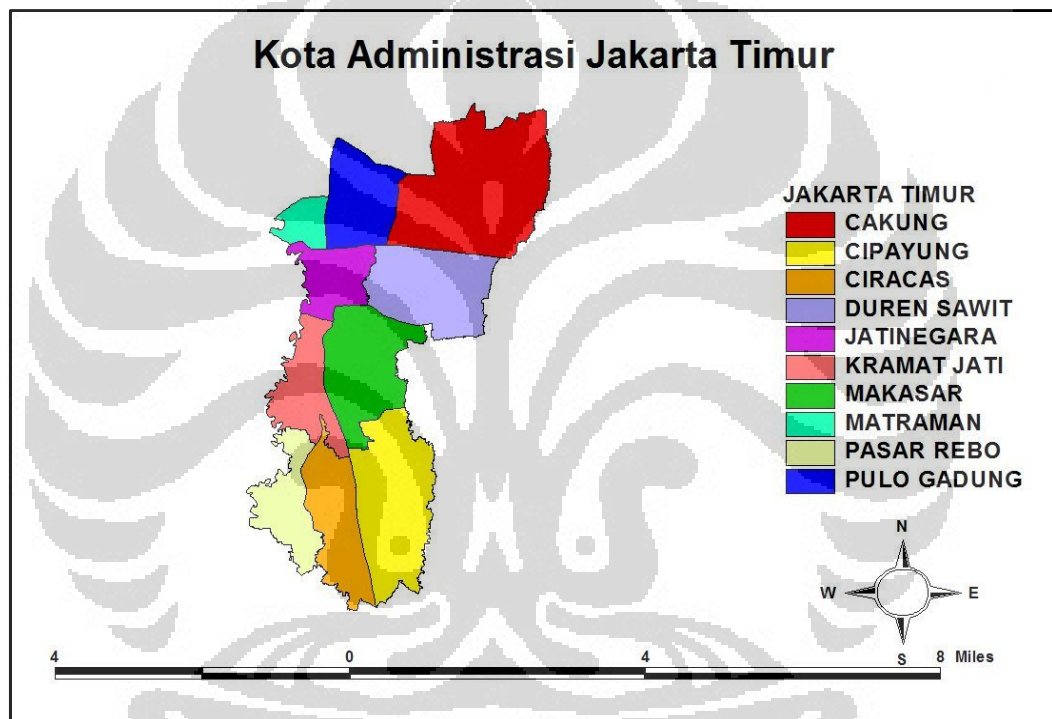 Kota Administrasi Jakarta Timur
JAKARTA TIMUR
CAKUNG
CIPAYUNG
CIRACAS
DUREN SAWIT
JATINEGARA
KRAMAT JATI
MAKASAR
MATRAMAN
PASAR REBO
PULO GADUNG
N
W E
S
4 0 4 8 Miles